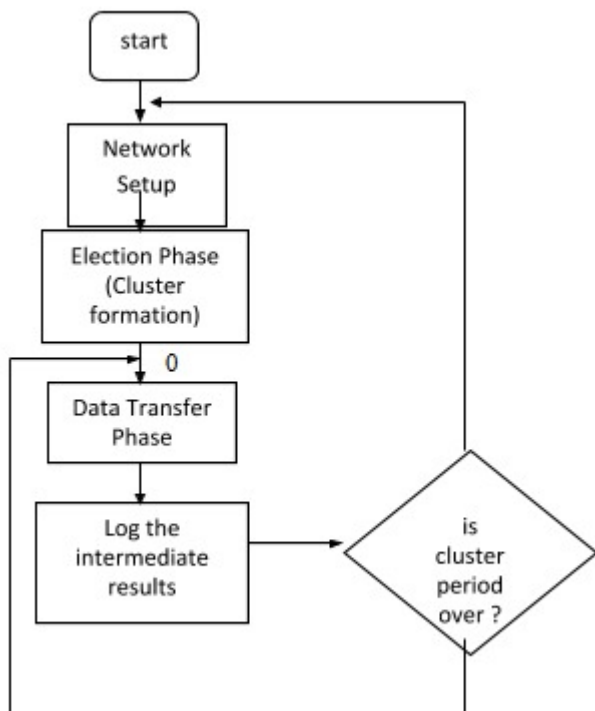 start
Network
Setup
Election Phase
(Cluster
formation)
0
Data Transfer
Phase
Log the
intermediate
results
is
cluster
period
over ?